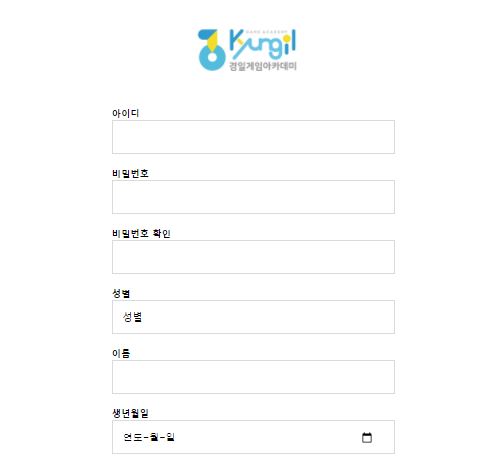 GAME ACADEMY
Kyungil
경일게임아카데미
아이디
비밀번호
비밀번호 확인
성별
성별
이름
생년월일
연도-월-일